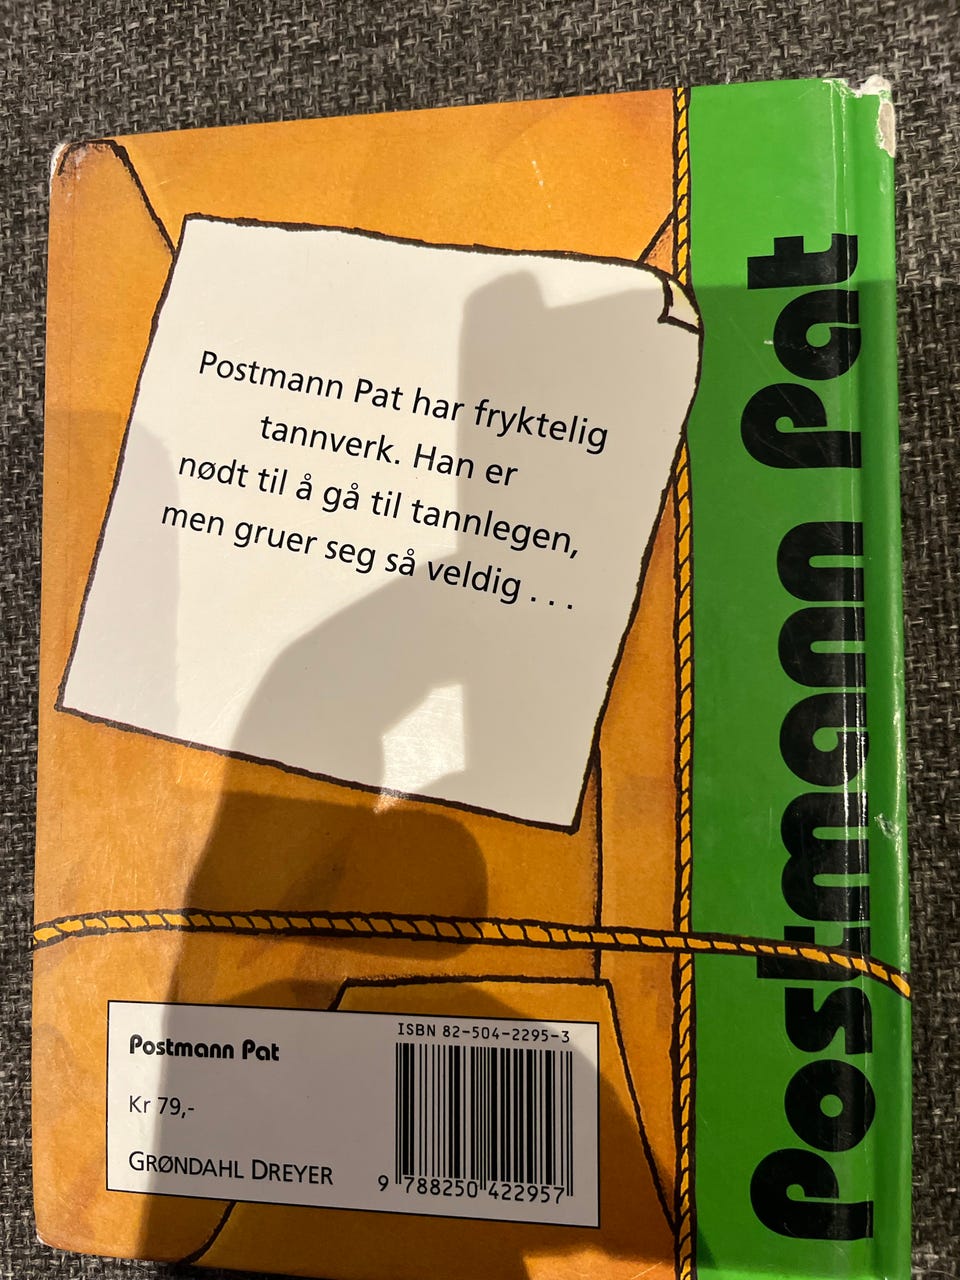 Postmann Pat har fryktelig
tannverk. Han er
nødt til å gå til tannlegen,
men gruer seg så veldig . . .
Postmann Pat
Postmann Pat
Kr 79,-
GRØNDAHL DREYER
ISBN 82-504-2295-3
9 788250 422957